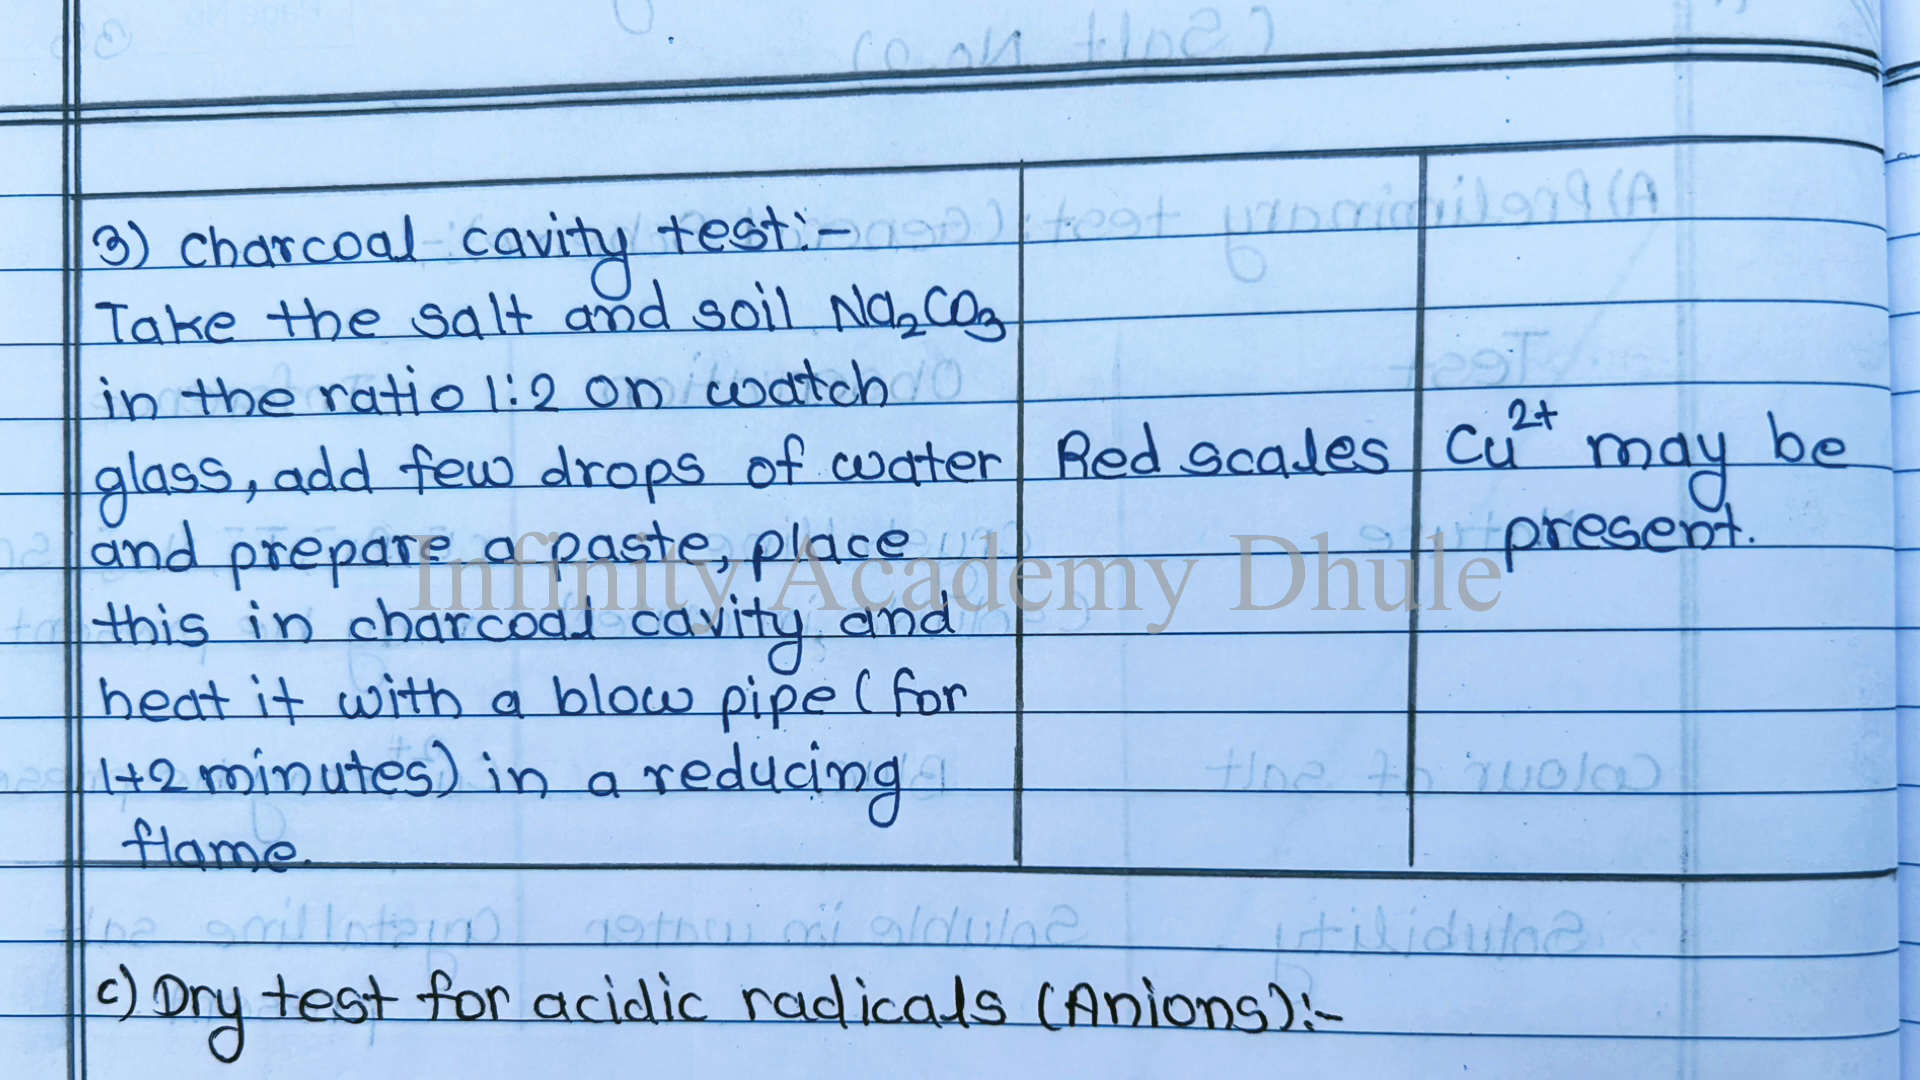 3) Charcoal cavity test:-
Take the salt and soil Na₂CO₃
in the ratio 1:2 on watch
glass, add few drops of water
and prepare a paste, place
this in charcoal cavity and
heat it with a blow pipe (for
1+2 minutes) in a reducing
flame.
Red scales
Cu²⁺ may be
present.
Infinity Academy Dhule
c) Dry test for acidic radicals (Anions):-